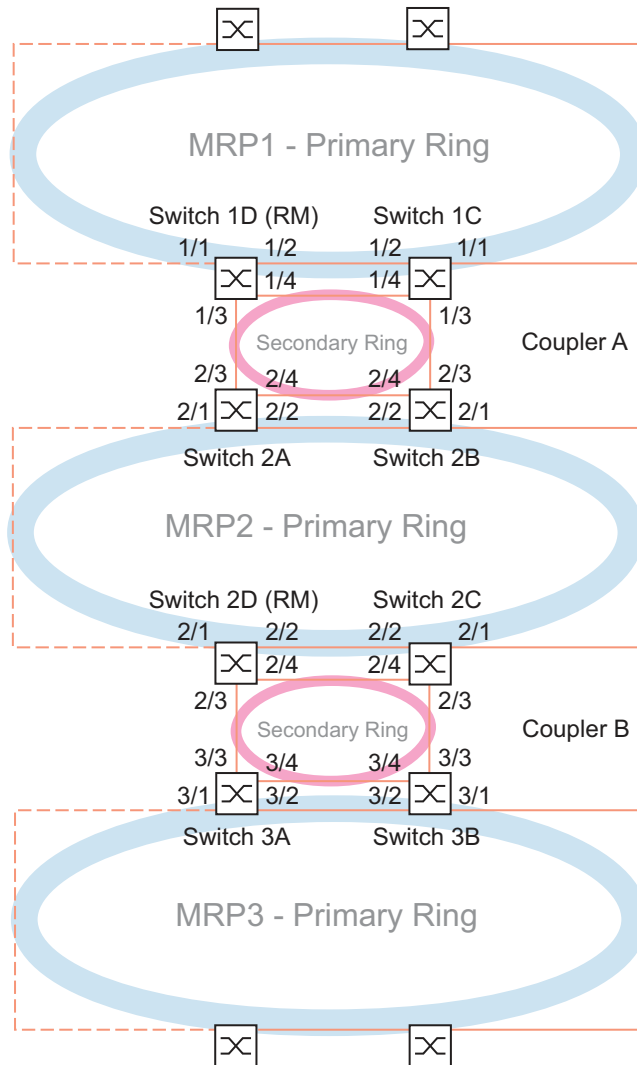 MRP1 - Primary Ring
Switch 1D (RM) Switch 1C
1/1 1/2 1/2 1/1
1/4 1/4
1/3 1/3
Secondary Ring Coupler A
2/3 2/4 2/4 2/3
2/1 2/2 2/2 2/1
Switch 2A Switch 2B
MRP2 - Primary Ring
Switch 2D (RM) Switch 2C
2/1 2/2 2/2 2/1
2/4 2/4
2/3 2/3
Secondary Ring Coupler B
3/3 3/4 3/4 3/3
3/1 3/2 3/2 3/1
Switch 3A Switch 3B
MRP3 - Primary Ring